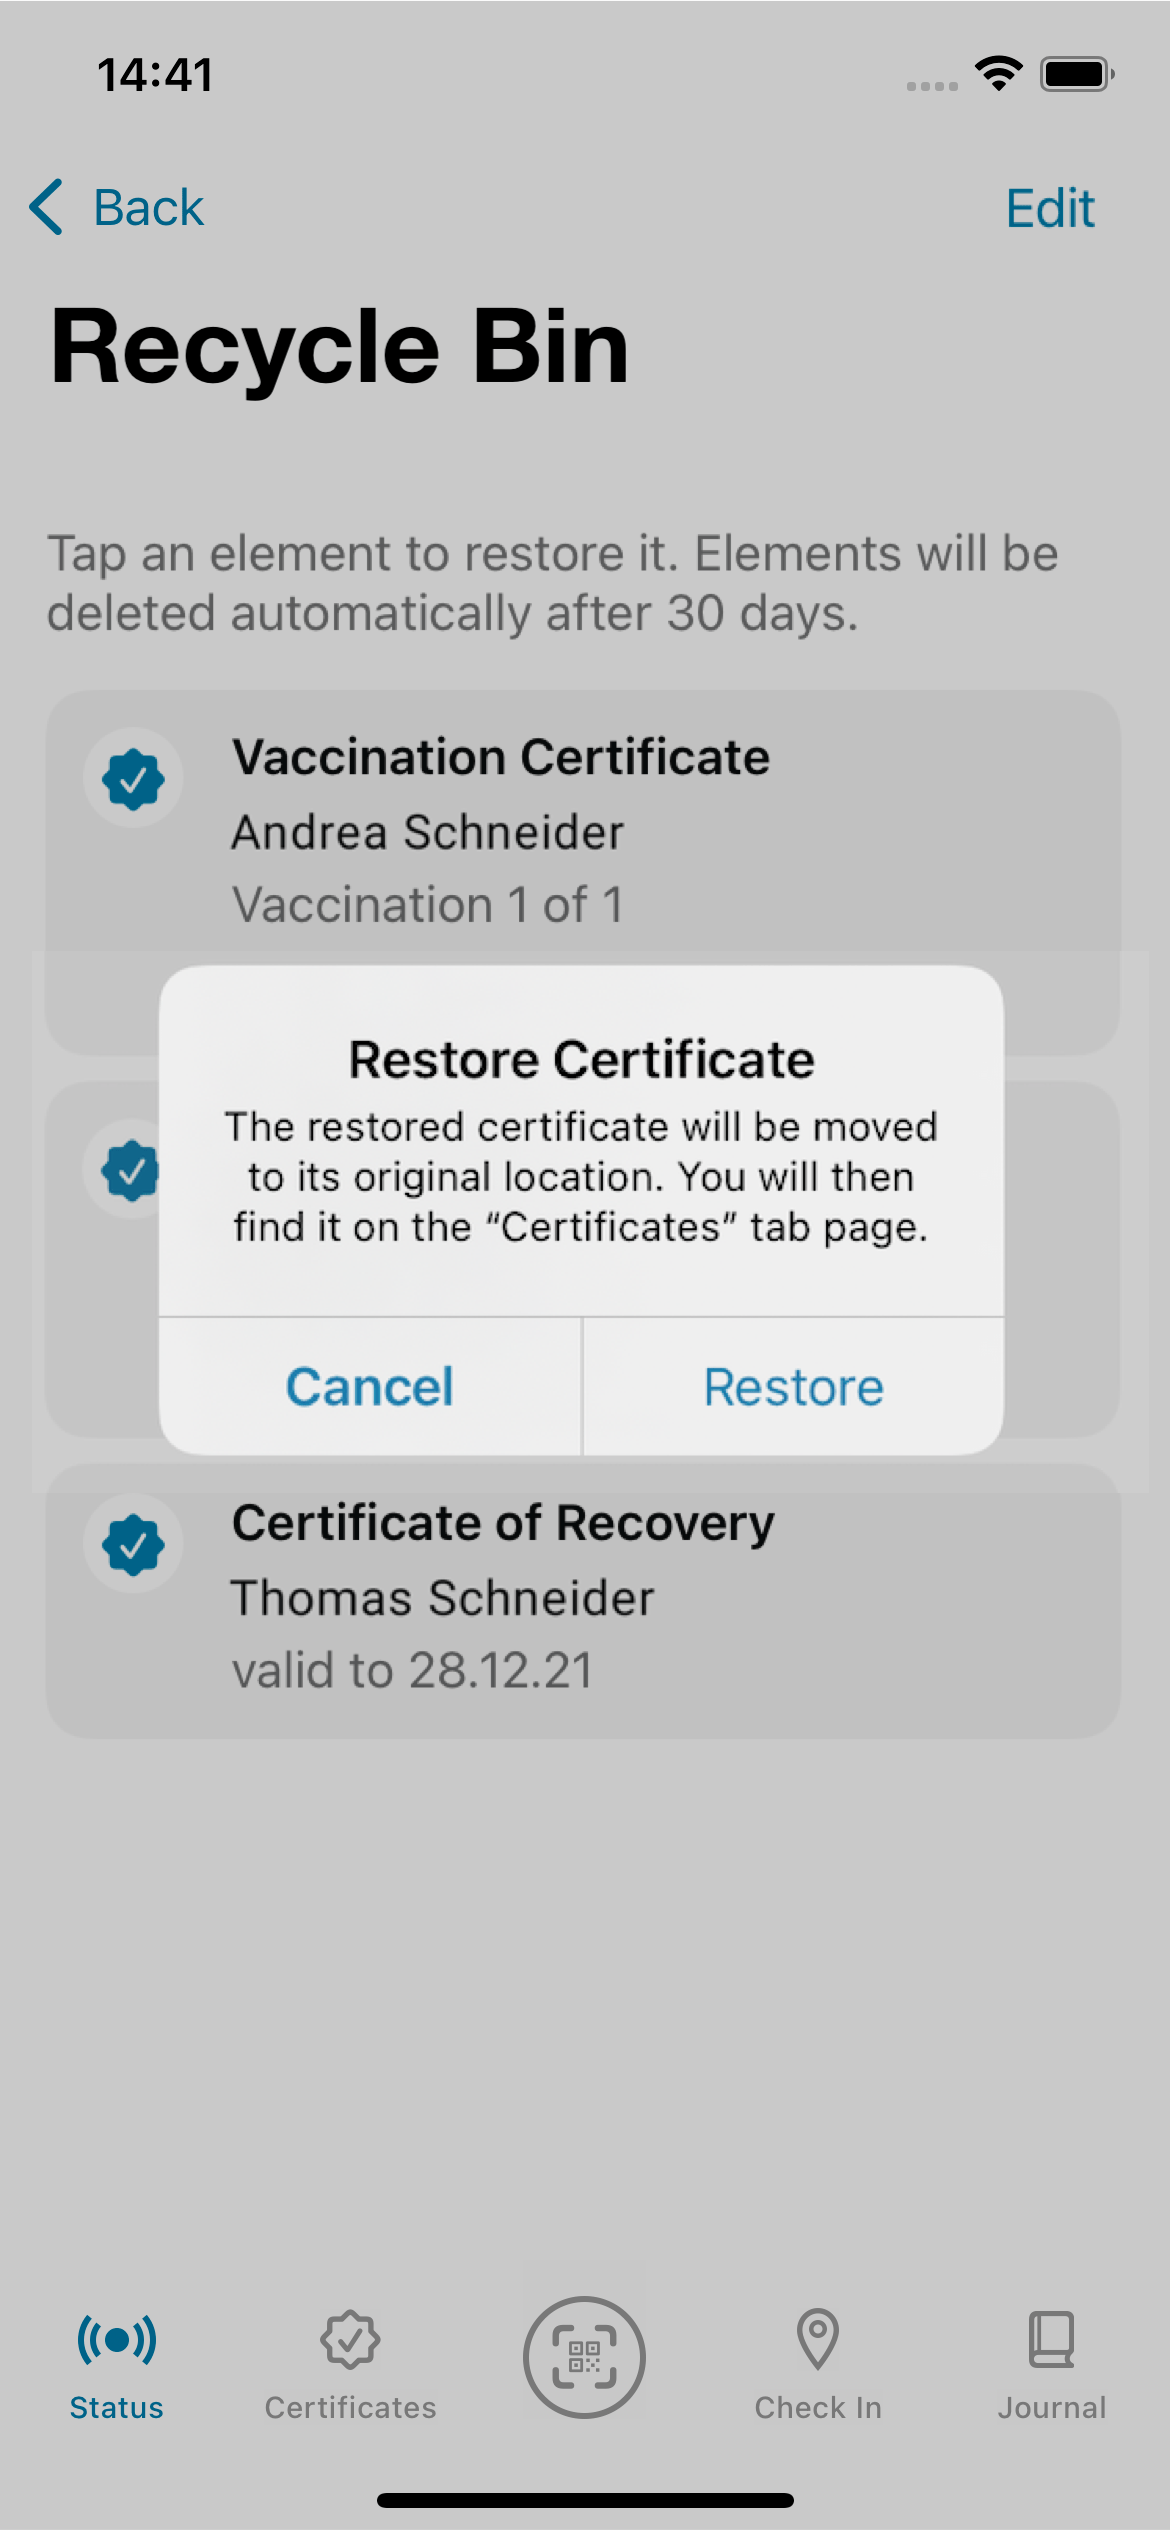 14:41
Back
Edit
Recycle Bin
Tap an element to restore it. Elements will be
deleted automatically after 30 days.
Vaccination Certificate
Andrea Schneider
Vaccination 1 of 1
Restore Certificate
The restored certificate will be moved
to its original location. You will then
find it on the “Certificates” tab page.
Cancel
Restore
Certificate of Recovery
Thomas Schneider
valid to 28.12.21
Status
Certificates
Check In
Journal